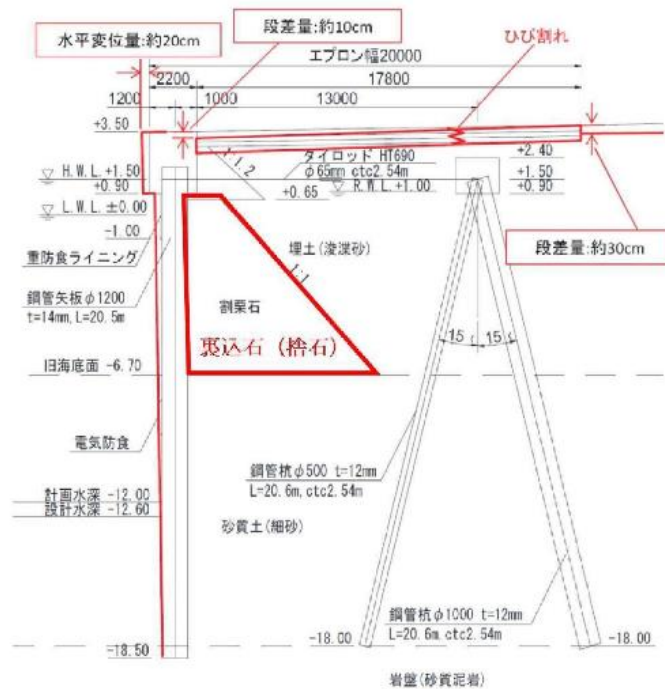 水平変位量:約20cm
段差量:約10cm
ひび割れ
エプロン幅20000
2200
17800
1200
1000
13000
+3.50
1:1.2
タイロッド HT690
φ65mm ctc2.54m
+2.40
H.W.L.+1.50
+0.90
+0.65
R.W.L.+1.00
+1.50
+0.90
L.W.L.±0.00
-1.00
段差量:約30cm
重防食ライニング
埋土(浚渫砂)
1:1
鋼管矢板φ1200
t=14mm,L=20.5m
割栗石
裏込石(捨石)
15
15
旧海底面 -6.70
電気防食
鋼管杭φ500 t=12mm
L=20.6m,ctc2.54m
計画水深 -12.00
設計水深 -12.60
砂質土(細砂)
鋼管杭φ1000 t=12mm
L=20.6m,ctc2.54m
-18.00
-18.00
-18.50
岩盤(砂質泥岩)